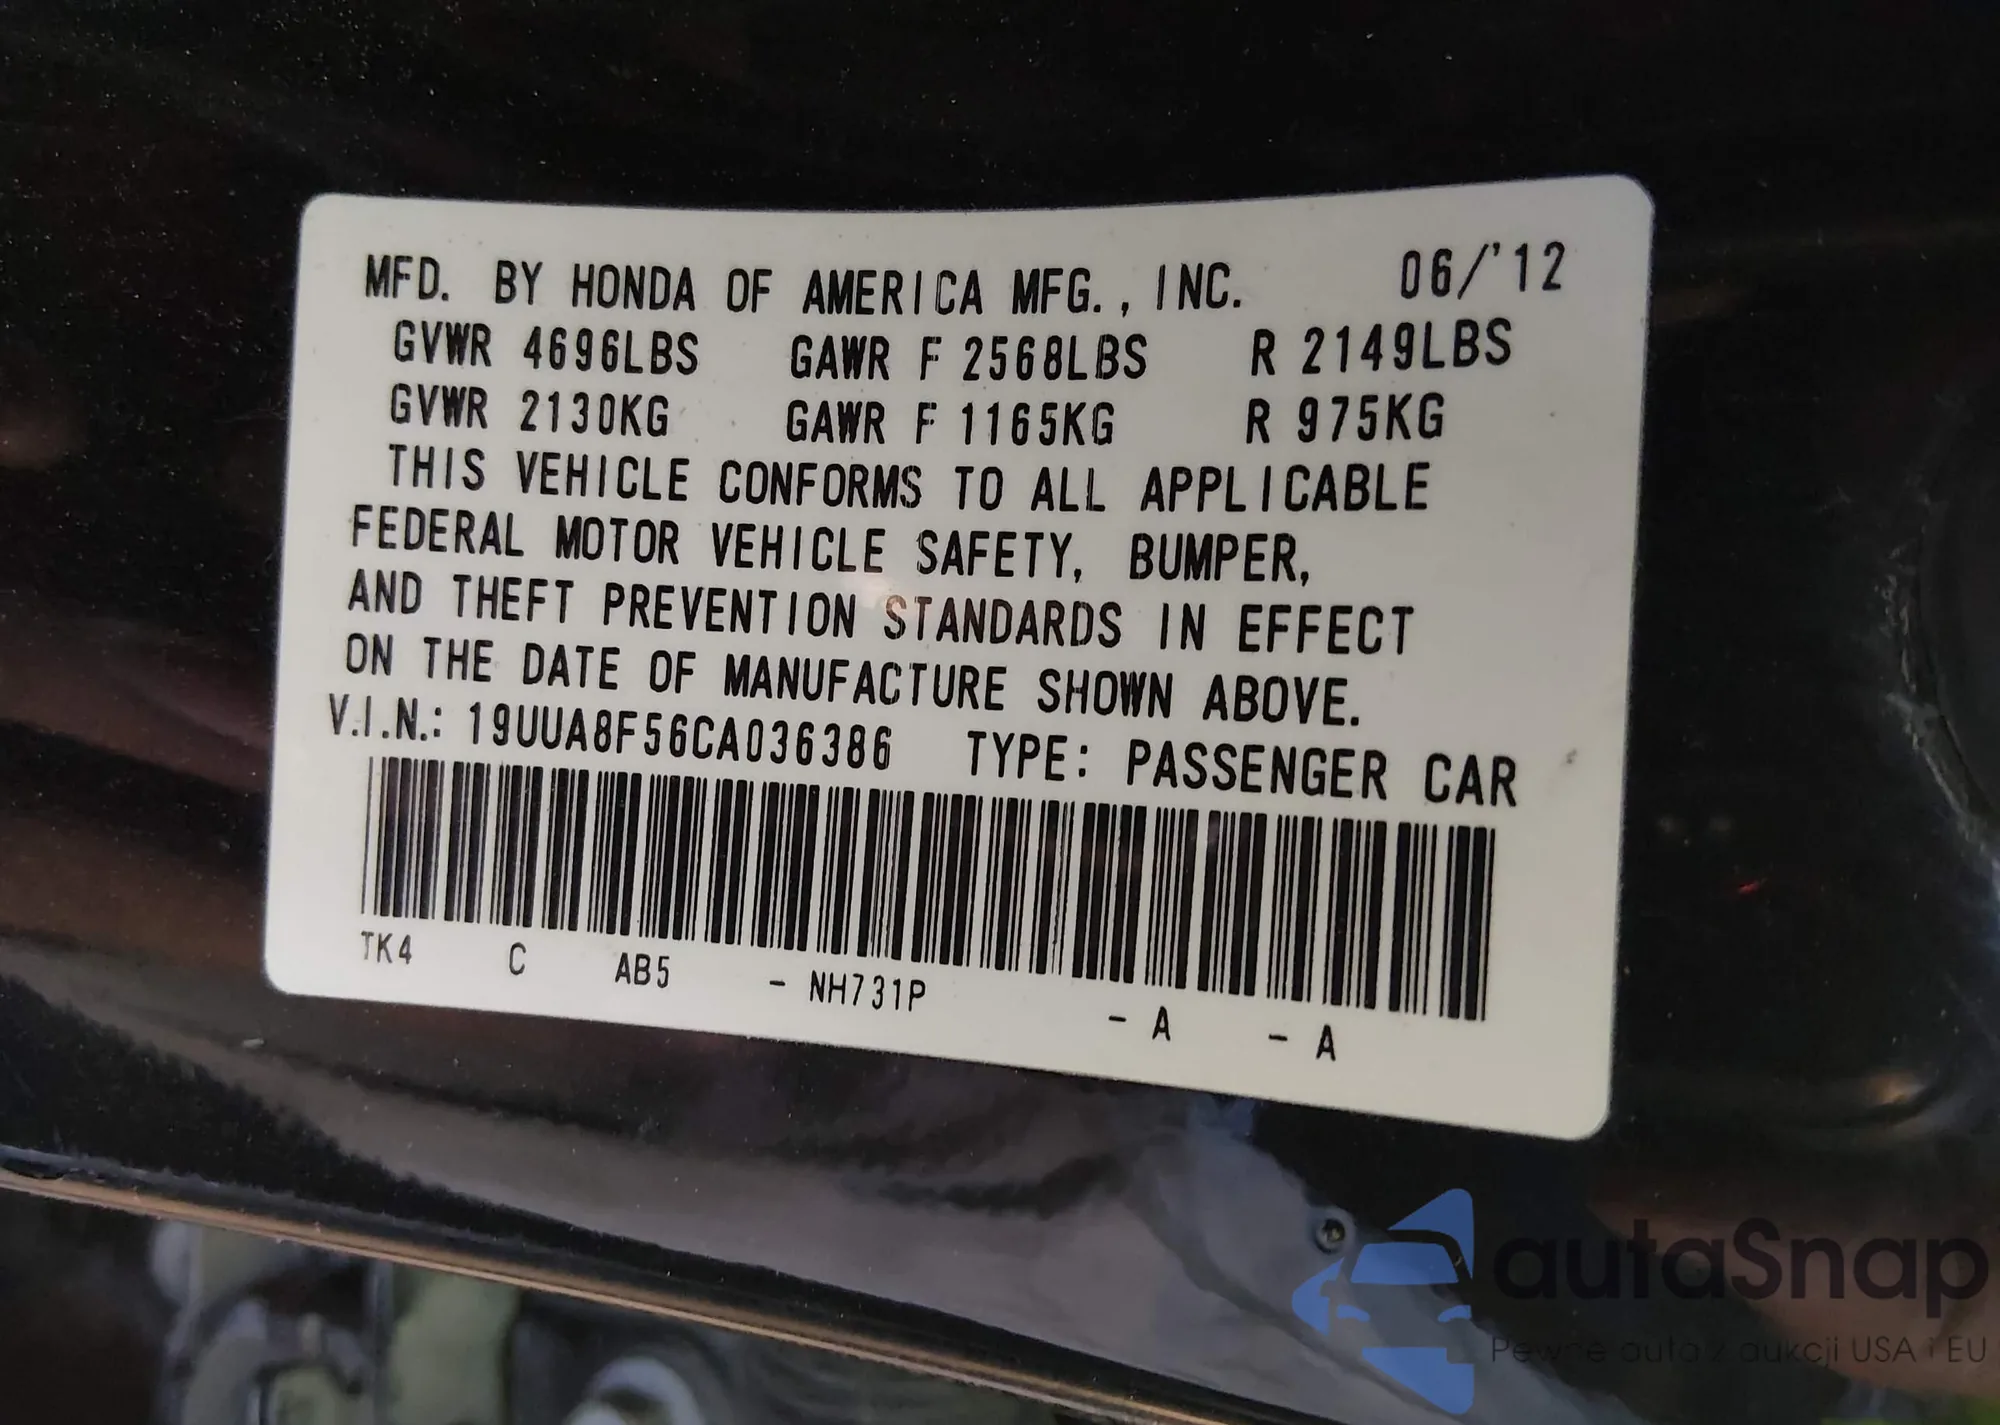 MFD. BY HONDA OF AMERICA MFG., INC. 06/'12
GVWR 4696LBS GAWR F 2568LBS R 2149LBS
GVWR 2130KG GAWR F 1165KG R 975KG
THIS VEHICLE CONFORMS TO ALL APPLICABLE
FEDERAL MOTOR VEHICLE SAFETY, BUMPER,
AND THEFT PREVENTION STANDARDS IN EFFECT
ON THE DATE OF MANUFACTURE SHOWN ABOVE.
V.I.N.: 19UUA8F56CA036386 TYPE: PASSENGER CAR
TK4 C AB5 - NH731P - A - A
autaSnap
Pewne auta z aukcji USA i EU